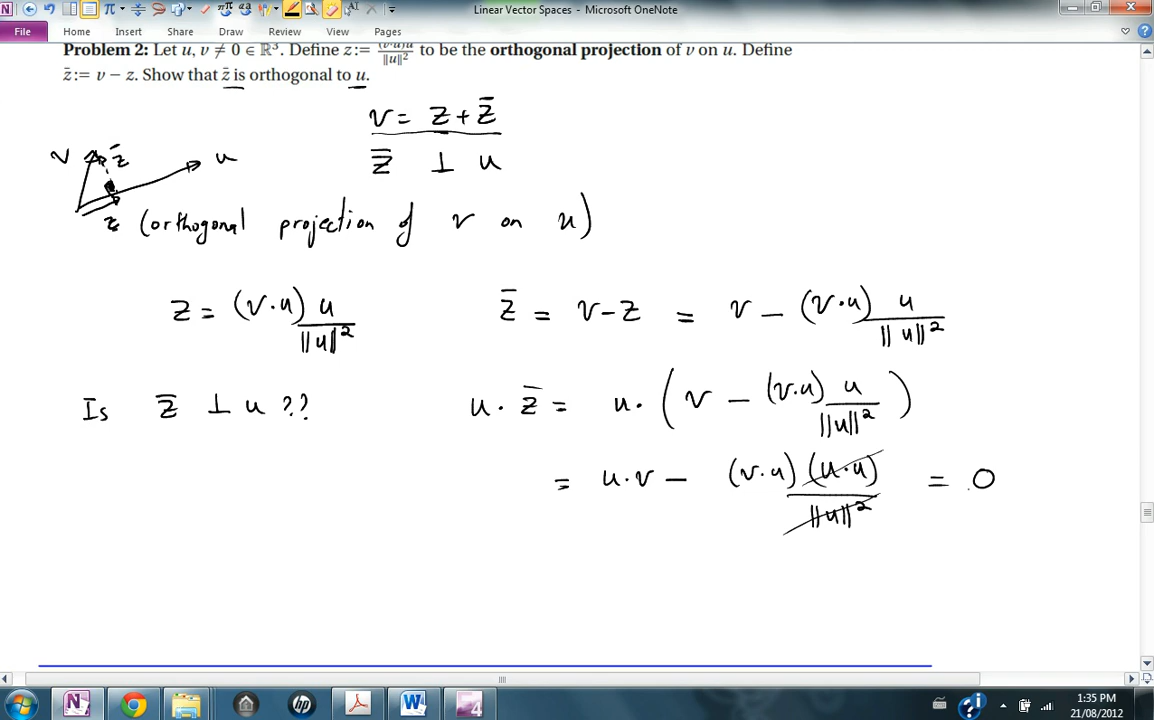 Linear Vector Spaces - Microsoft OneNote
File Home Insert Share Draw Review View Pages
Problem 2: Let u, v ≠ 0 ∈ ℝ³. Define z := (v·u)u / ‖u‖² to be the orthogonal projection of v on u. Define
z̄ := v − z. Show that z̄ is orthogonal to u.
v = z + z̄
z̄ ⊥ u
v z̄ u
z (orthogonal projection of v on u)
z = (v·u) u / ‖u‖² z̄ = v − z = v − (v·u) u / ‖u‖²
Is z̄ ⊥ u ?? u · z̄ = u · ( v − (v·u) u / ‖u‖² )
= u·v − (v·u) (u·u) / ‖u‖² = 0
1:35 PM
21/08/2012